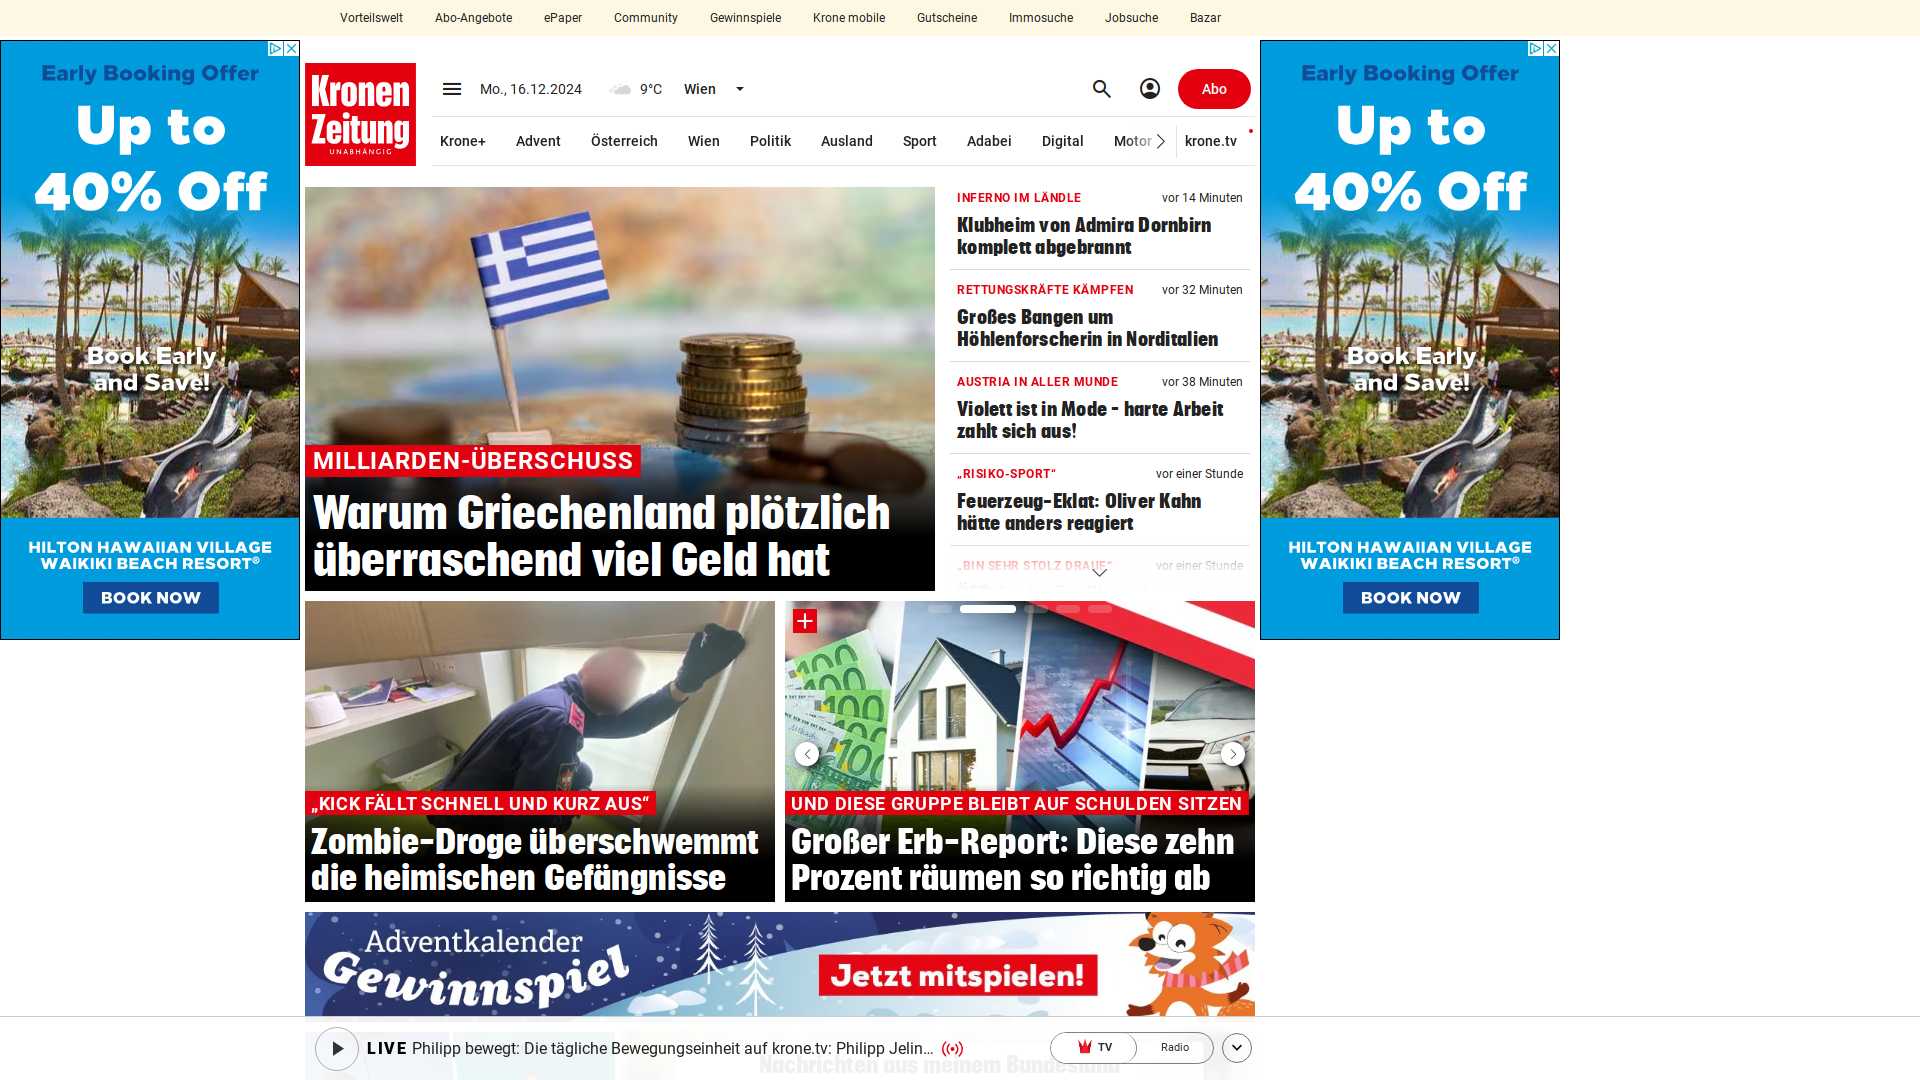 Vorteilswelt Abo-Angebote ePaper Community Gewinnspiele Krone mobile Gutscheine Immosuche Jobsuche Bazar
Early Booking Offer
Up to
40% Off
Book Early
and Save!
HILTON HAWAIIAN VILLAGE
WAIKIKI BEACH RESORT®
BOOK NOW
Kronen
Zeitung
UNABHÄNGIG
Mo., 16.12.2024 9°C Wien
Abo
Krone+ Advent Österreich Wien Politik Ausland Sport Adabei Digital Motor krone.tv
MILLIARDEN-ÜBERSCHUSS
Warum Griechenland plötzlich
überraschend viel Geld hat
INFERNO IM LÄNDLE vor 14 Minuten
Klubheim von Admira Dornbirn
komplett abgebrannt
RETTUNGSKRÄFTE KÄMPFEN vor 32 Minuten
Großes Bangen um
Höhlenforscherin in Norditalien
AUSTRIA IN ALLER MUNDE vor 38 Minuten
Violett ist in Mode – harte Arbeit
zahlt sich aus!
„RISIKO-SPORT“ vor einer Stunde
Feuerzeug-Eklat: Oliver Kahn
hätte anders reagiert
„BIN SEHR STOLZ DRAUF“ vor einer Stunde
„KICK FÄLLT SCHNELL UND KURZ AUS“
Zombie-Droge überschwemmt
die heimischen Gefängnisse
100
100
100
UND DIESE GRUPPE BLEIBT AUF SCHULDEN SITZEN
Großer Erb-Report: Diese zehn
Prozent räumen so richtig ab
Adventkalender
Gewinnspiel
Jetzt mitspielen!
LIVE Philipp bewegt: Die tägliche Bewegungseinheit auf krone.tv: Philipp Jelin…
TV Radio
Nachrichten aus meinem Bundesland
Early Booking Offer
Up to
40% Off
Book Early
and Save!
HILTON HAWAIIAN VILLAGE
WAIKIKI BEACH RESORT®
BOOK NOW